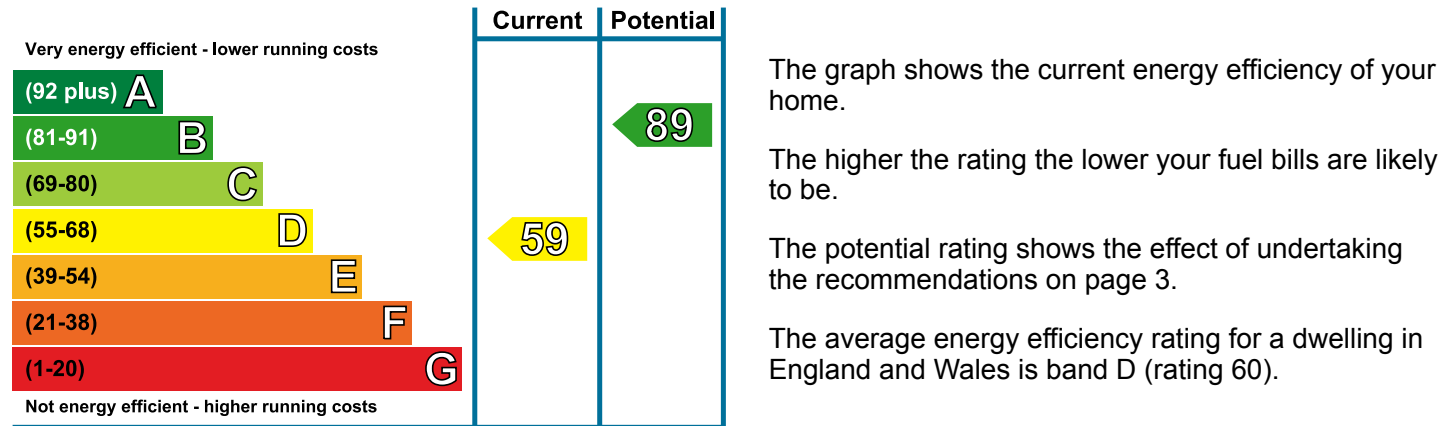 Current Potential
Very energy efficient - lower running costs
(92 plus) A
(81-91) B
89
(69-80) C
(55-68) D
59
(39-54) E
(21-38) F
(1-20) G
Not energy efficient - higher running costs
The graph shows the current energy efficiency of your
home.
The higher the rating the lower your fuel bills are likely
to be.
The potential rating shows the effect of undertaking
the recommendations on page 3.
The average energy efficiency rating for a dwelling in
England and Wales is band D (rating 60).